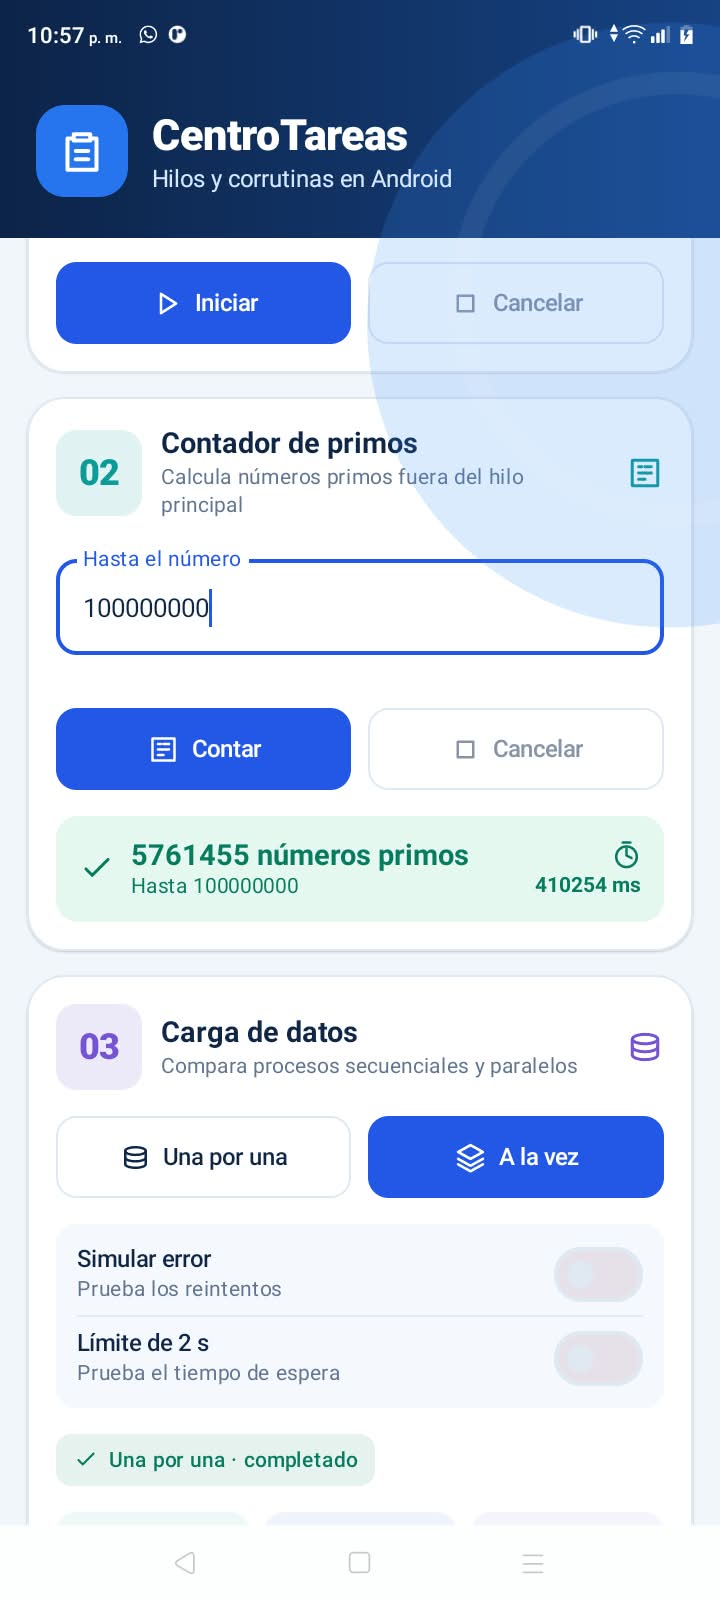 10:57 p. m.
CentroTareas
Hilos y corrutinas en Android
Iniciar
Cancelar
02
Contador de primos
Calcula números primos fuera del hilo
principal
Hasta el número
100000000
Contar
Cancelar
5761455 números primos
Hasta 100000000
410254 ms
03
Carga de datos
Compara procesos secuenciales y paralelos
Una por una
A la vez
Simular error
Prueba los reintentos
Límite de 2 s
Prueba el tiempo de espera
Una por una · completado